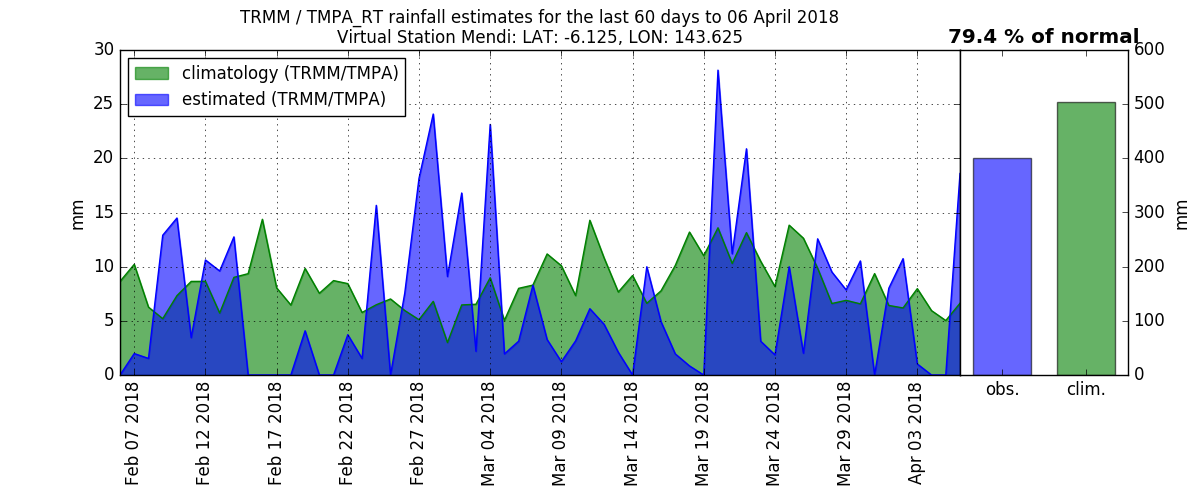 TRMM / TMPA_RT rainfall estimates for the last 60 days to 06 April 2018
Virtual Station Mendi: LAT: -6.125, LON: 143.625
79.4 % of normal
climatology (TRMM/TMPA)
estimated (TRMM/TMPA)
mm
30
25
20
15
10
5
0
Feb 07 2018
Feb 12 2018
Feb 17 2018
Feb 22 2018
Feb 27 2018
Mar 04 2018
Mar 09 2018
Mar 14 2018
Mar 19 2018
Mar 24 2018
Mar 29 2018
Apr 03 2018
obs.
clim.
600
500
400
300
200
100
0
mm